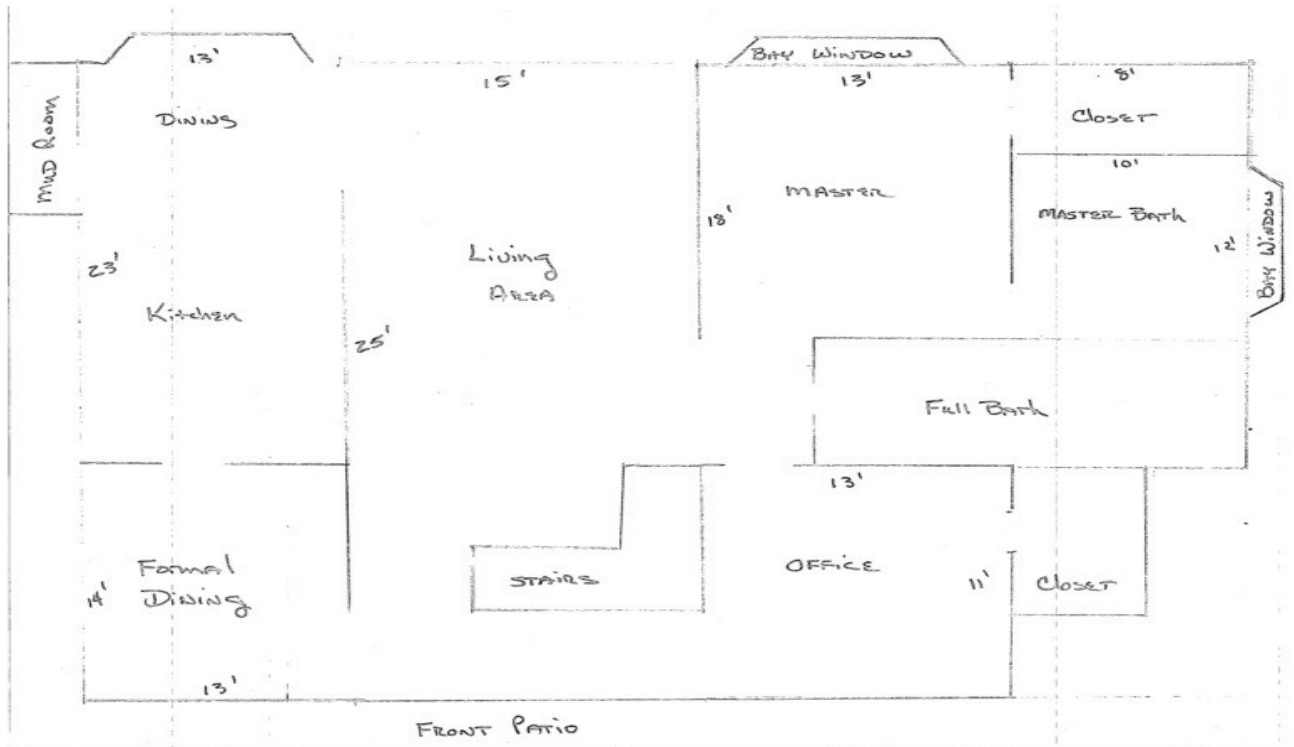 13'
BAY WINDOW
15'
13'
8'
MUD ROOM
DINING
CLOSET
10'
MASTER
MASTER BATH
18'
12'
BAY WINDOW
Living
AREA
23'
Kitchen
25'
Full Bath
13'
Formal
Dining
14'
STAIRS
OFFICE
11'
CLOSET
13'
FRONT PATIO